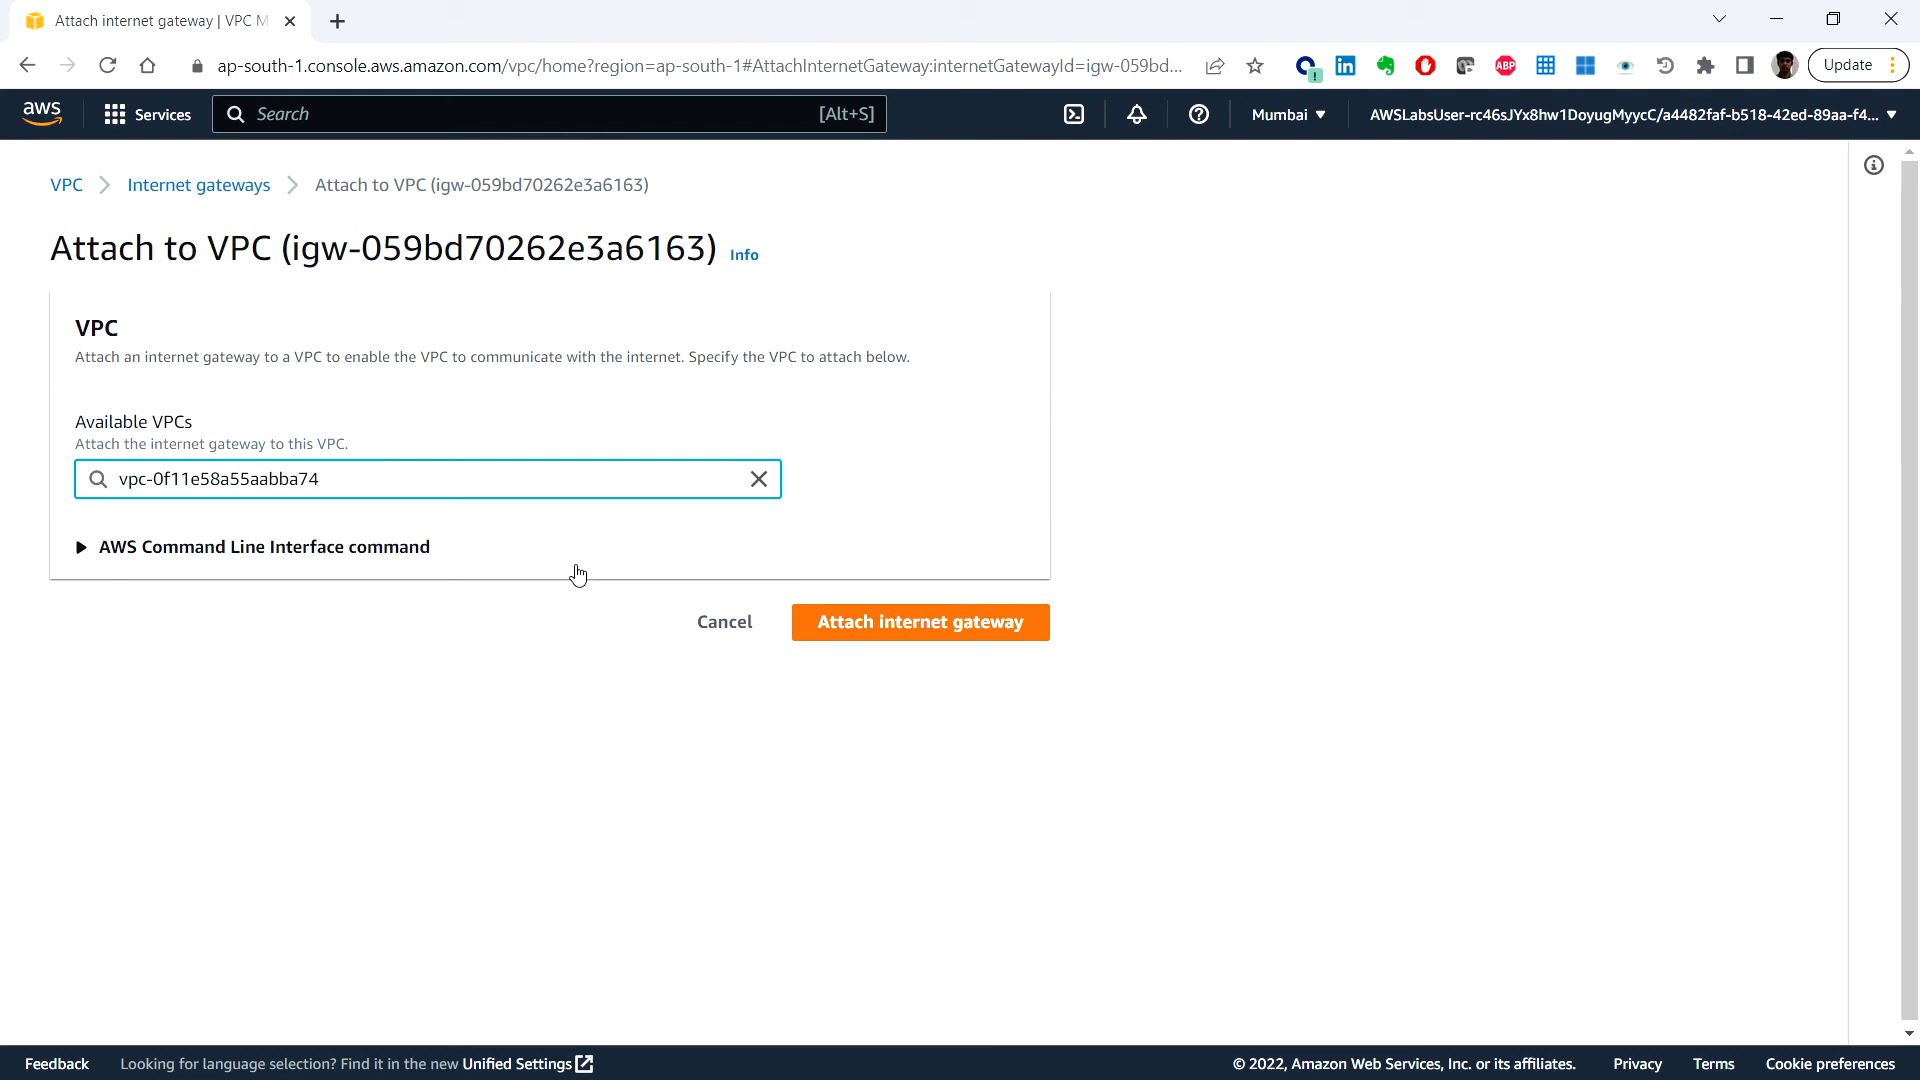 Attach internet gateway | VPC M
ap-south-1.console.aws.amazon.com/vpc/home?region=ap-south-1#AttachInternetGateway:internetGatewayId=igw-059bd...
ABP
Update
aws
Services
Search
[Alt+S]
Mumbai
AWSLabsUser-rc46sJYx8hw1DoyugMyycC/a4482faf-b518-42ed-89aa-f4...
VPC
Internet gateways
Attach to VPC (igw-059bd70262e3a6163)
Attach to VPC (igw-059bd70262e3a6163) Info
VPC
Attach an internet gateway to a VPC to enable the VPC to communicate with the internet. Specify the VPC to attach below.
Available VPCs
Attach the internet gateway to this VPC.
vpc-0f11e58a55aabba74
AWS Command Line Interface command
Cancel
Attach internet gateway
Feedback
Looking for language selection? Find it in the new Unified Settings
© 2022, Amazon Web Services, Inc. or its affiliates.
Privacy
Terms
Cookie preferences